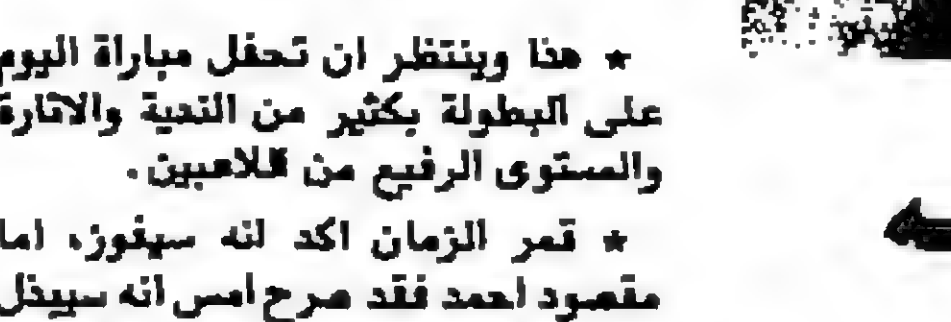 * هذا وينتظر ان تحفل مباراة اليوم
على البطولة بكثير من الندية والاثارة
والمستوى الرفيع من اللاعبين .
* قمر الزمان اكد انه سيفوز، اما
مقصود احمد فقد صرح امس انه سيبذل